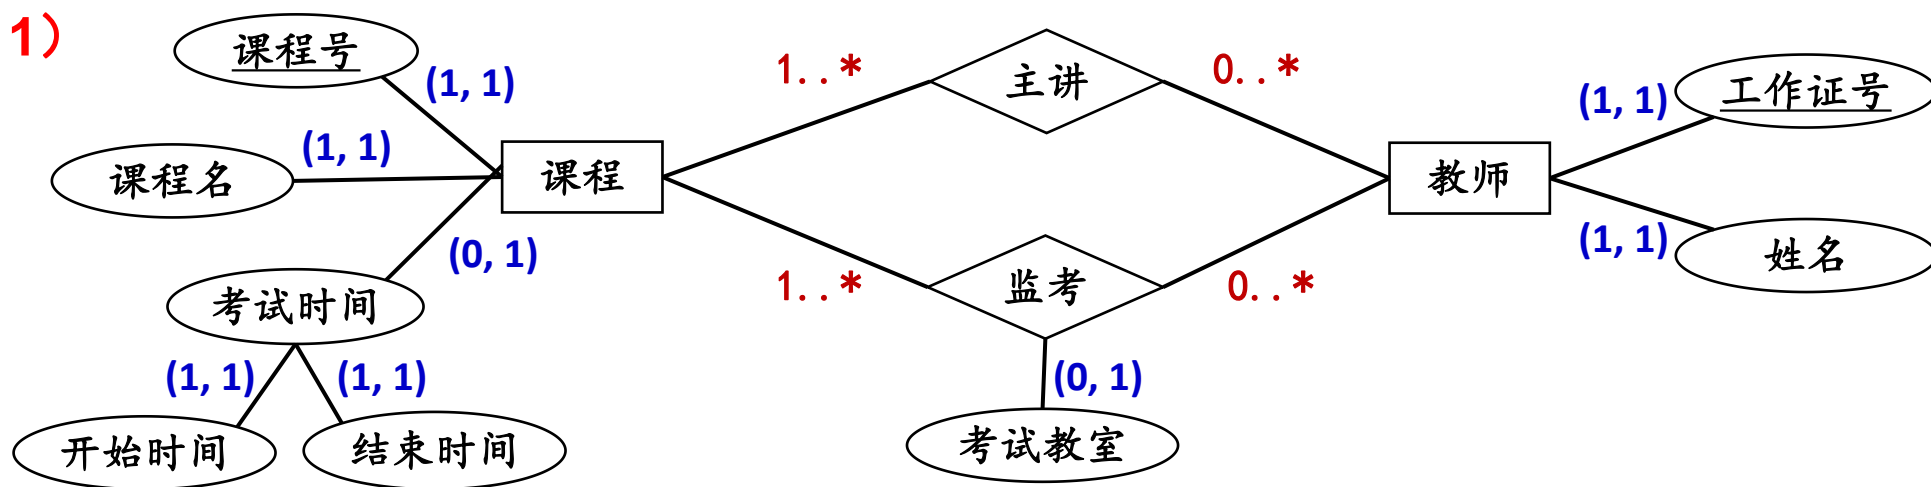 1）
课程号
(1, 1)
课程名
(1, 1)
课程
考试时间
(0, 1)
(1, 1)
(1, 1)
开始时间
结束时间
1..*
主讲
0..*
1..*
监考
0..*
(0, 1)
考试教室
教师
(1, 1)
工作证号
(1, 1)
姓名